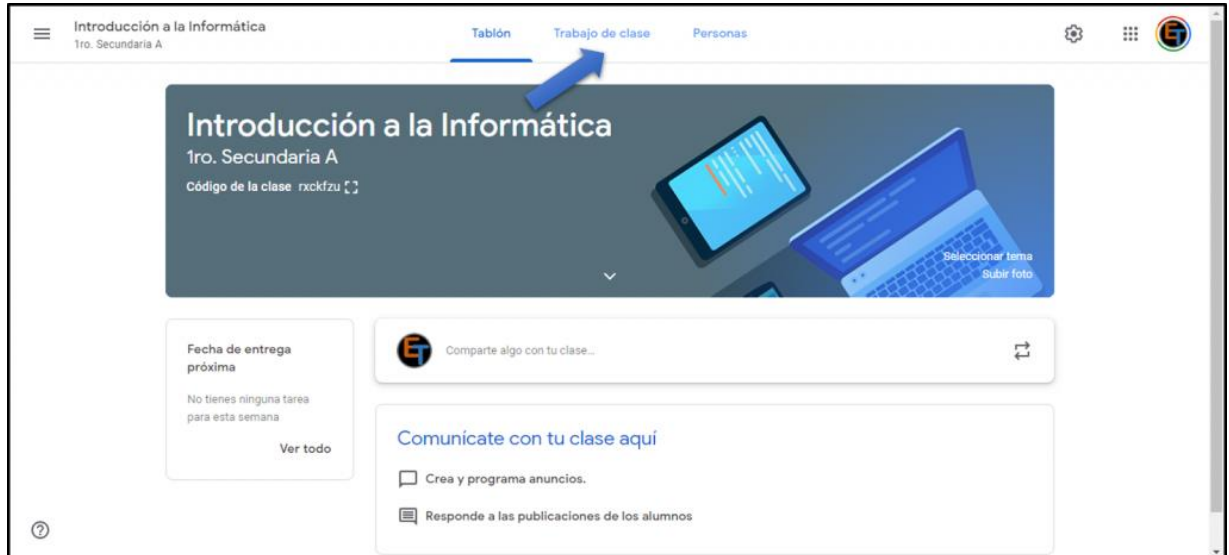 Introducción a la Informática
1ro. Secundaria A
Tablón Trabajo de clase Personas
ET
Introducción a la Informática
1ro. Secundaria A
Código de la clase rxckfzu
Seleccionar tema
Subir foto
Fecha de entrega
próxima
No tienes ninguna tarea
para esta semana
Ver todo
ET
Comparte algo con tu clase...
Comunícate con tu clase aquí
Crea y programa anuncios.
Responde a las publicaciones de los alumnos